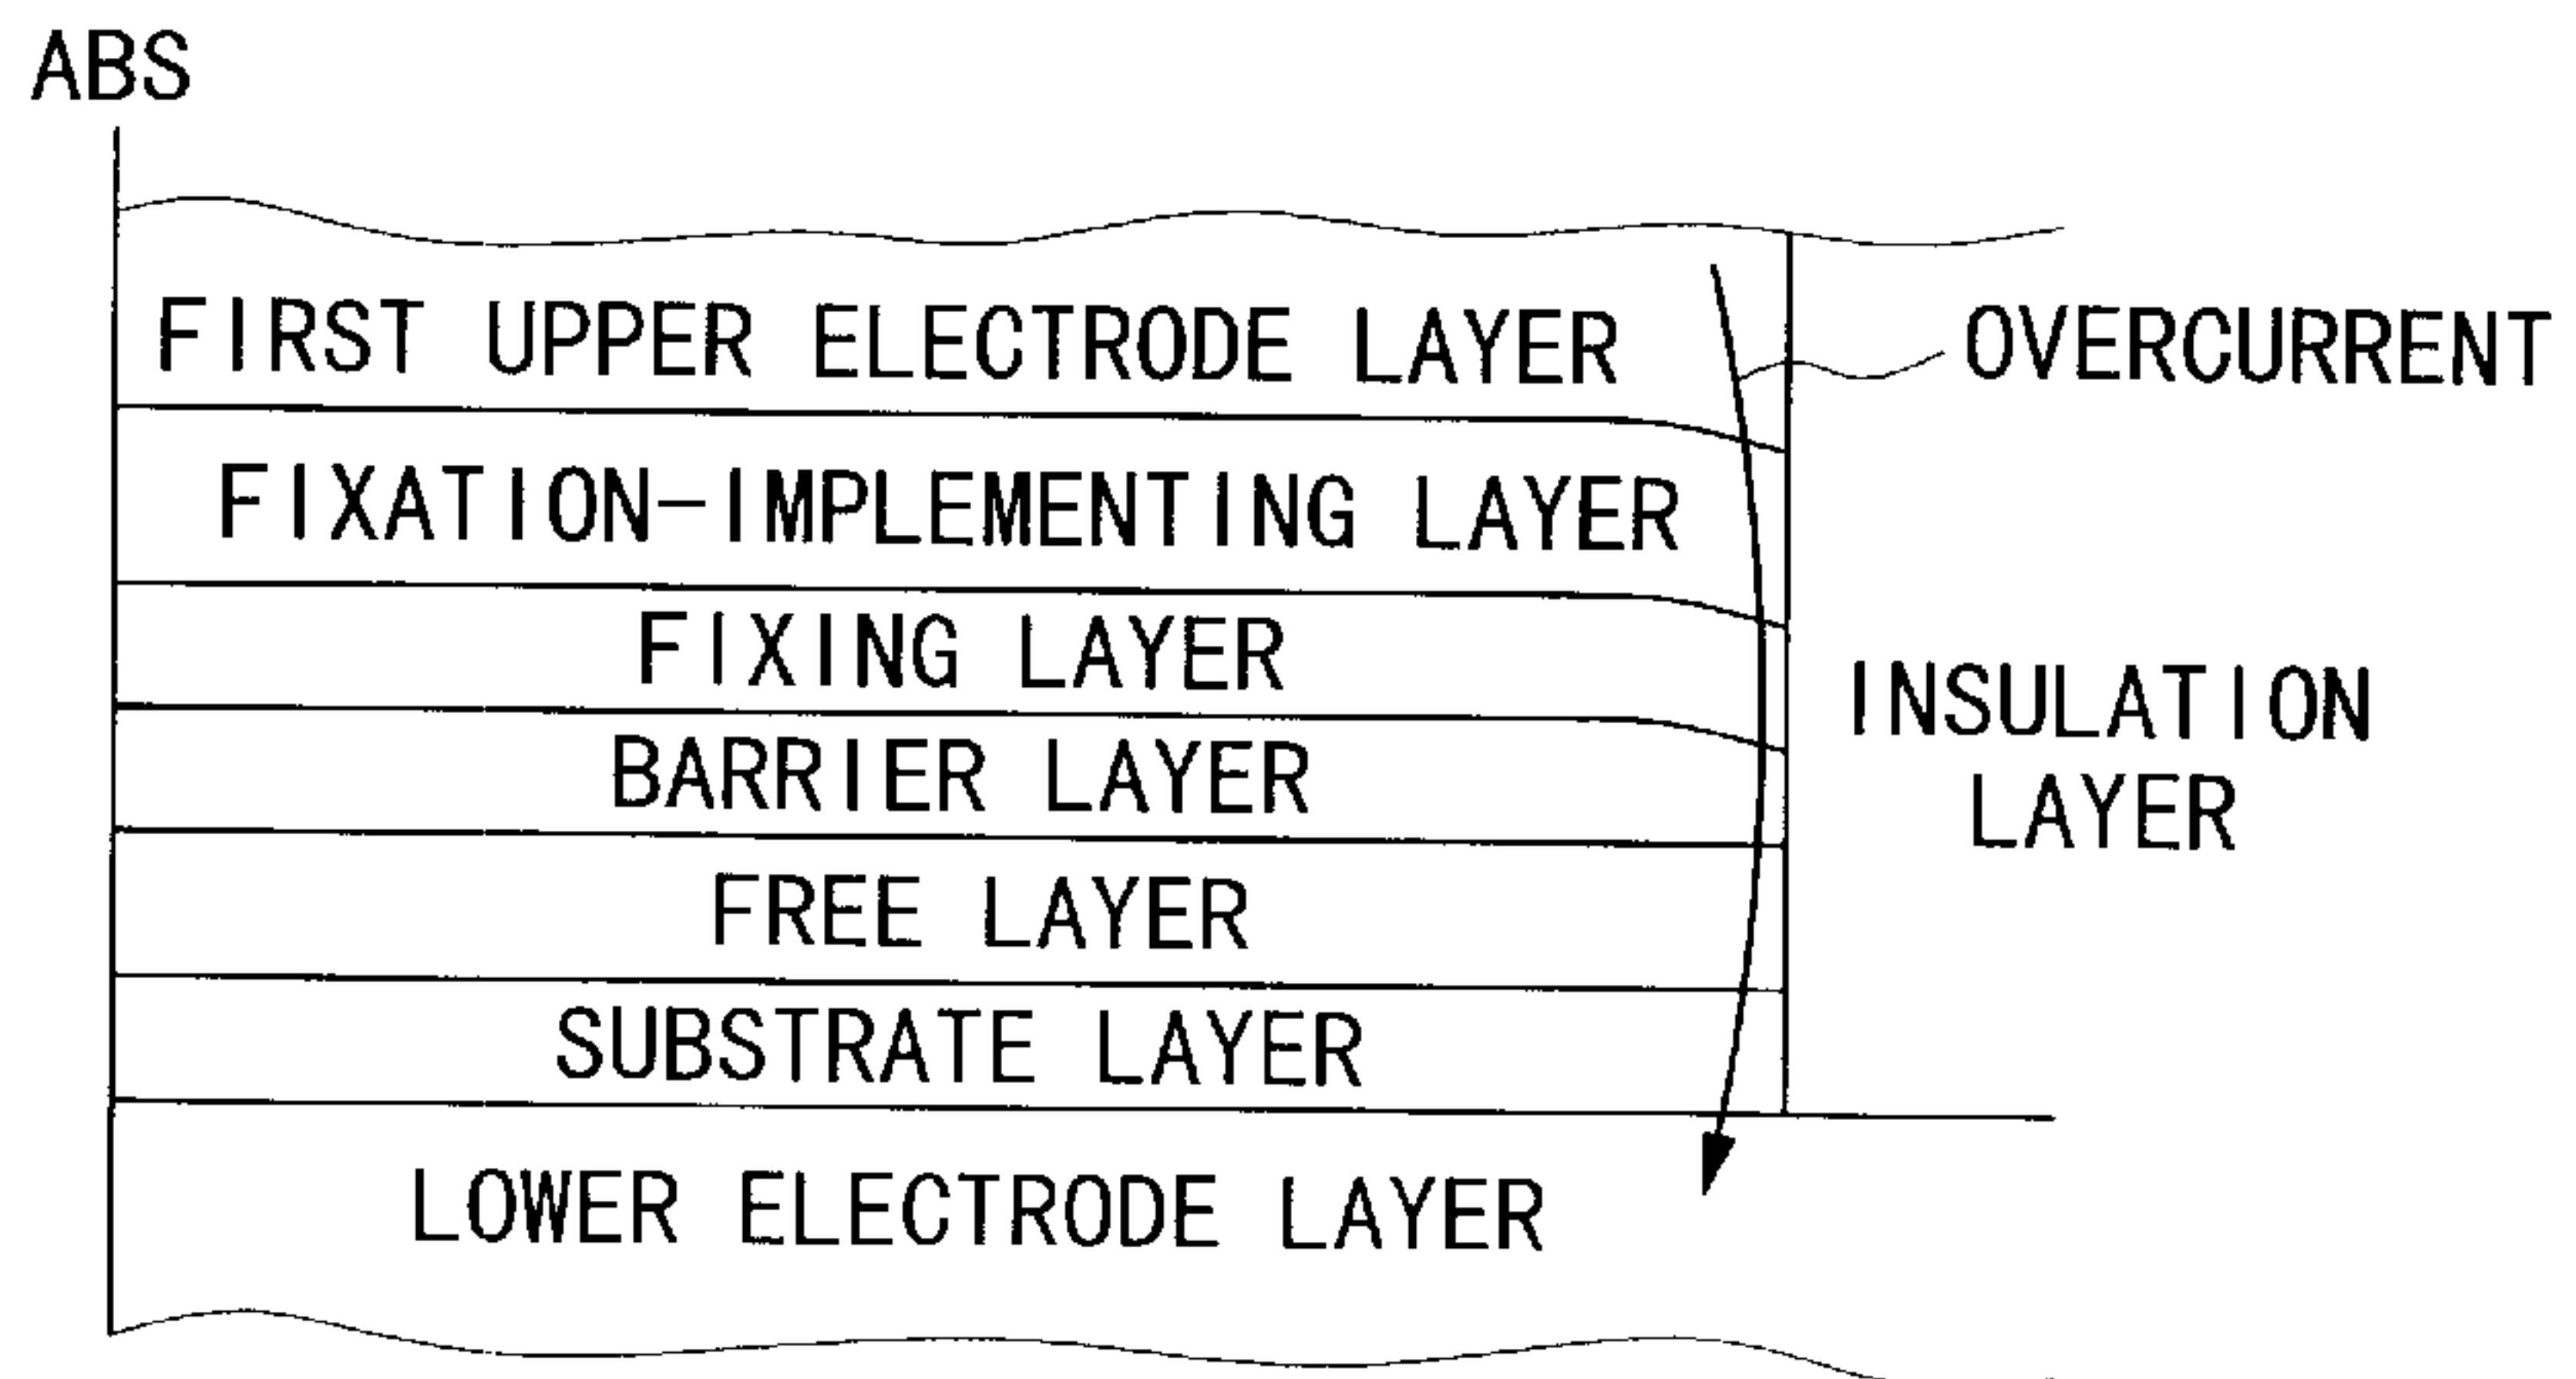 ABS
FIRST UPPER ELECTRODE LAYER
OVERCURRENT
FIXATION-IMPLEMENTING LAYER
FIXING LAYER
INSULATION
LAYER
BARRIER LAYER
FREE LAYER
SUBSTRATE LAYER
LOWER ELECTRODE LAYER